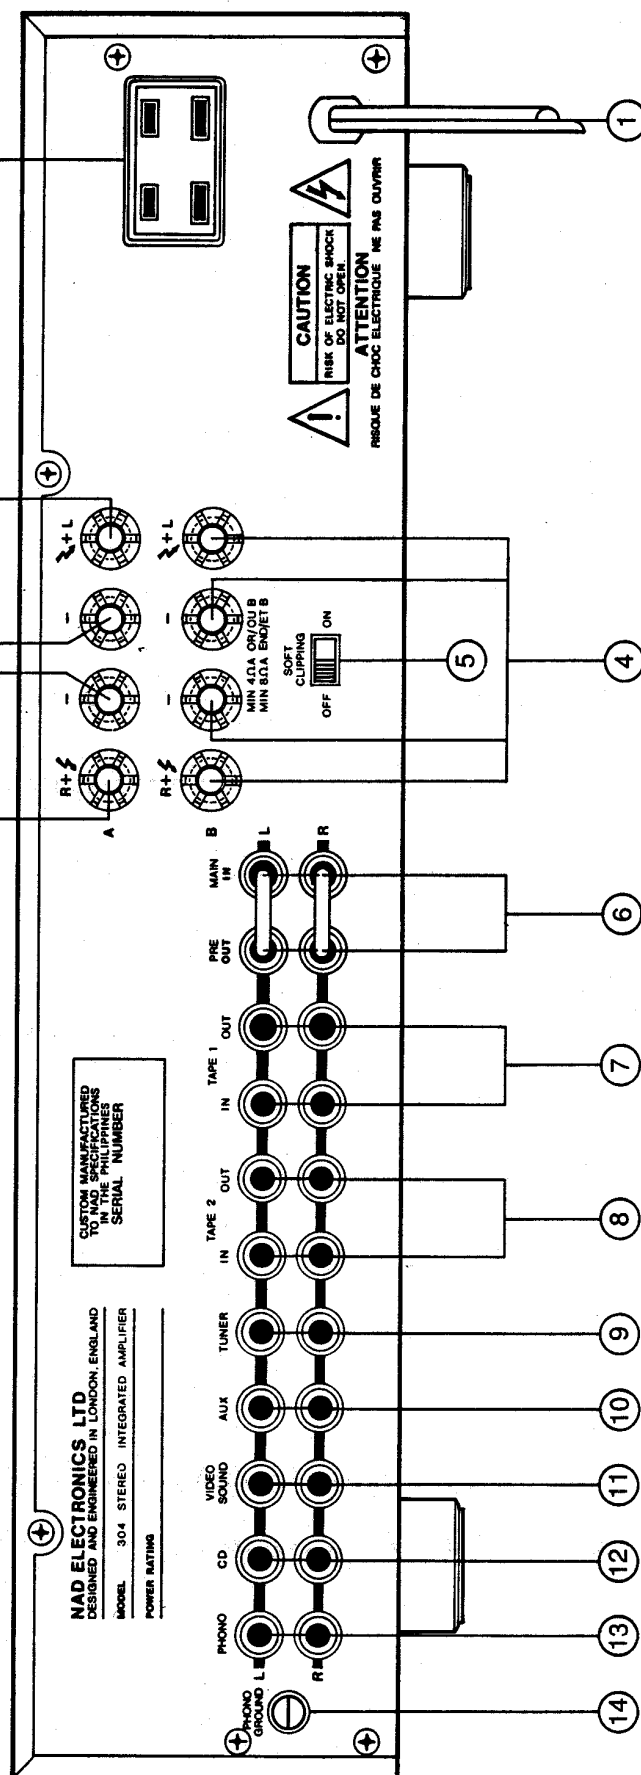 NAD ELECTRONICS LTD
DESIGNED AND ENGINEERED IN LONDON, ENGLAND
MODEL 304 STEREO INTEGRATED AMPLIFIER
POWER RATING
CUSTOM MANUFACTURED
TO NAD SPECIFICATIONS
IN THE PHILIPPINES
SERIAL NUMBER
R+ - - +L
A
R+ - - +L
B
MIN 4Ω A OR/OU B
MIN 8Ω A END/ET B
SOFT
CLIPPING
OFF ON
CAUTION
RISK OF ELECTRIC SHOCK
DO NOT OPEN.
!
ATTENTION
RISQUE DE CHOC ELECTRIQUE NE PAS OUVRIR
PHONO
GROUND
PHONO
CD
VIDEO
SOUND
AUX
TUNER
TAPE 2
IN OUT
TAPE 1
IN OUT
PRE
OUT
MAIN
IN
L L
R R
14 13 12 11 10 9 8 7 6 5 4 1